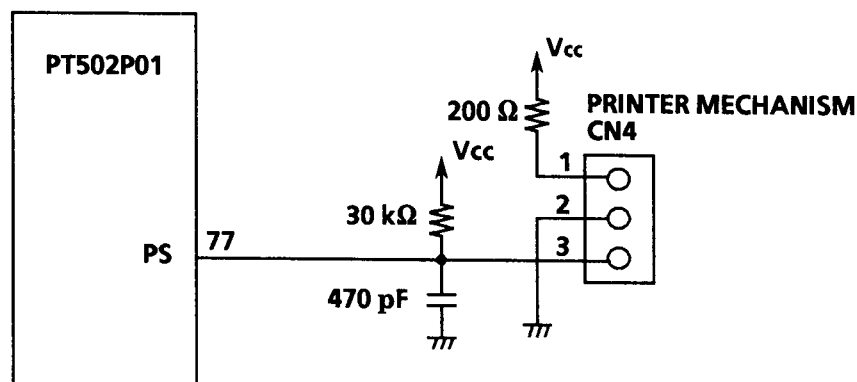 PT502P01
Vcc
200 Ω
PRINTER MECHANISM
CN4
Vcc
1
2
30 kΩ
PS
77
3
470 pF